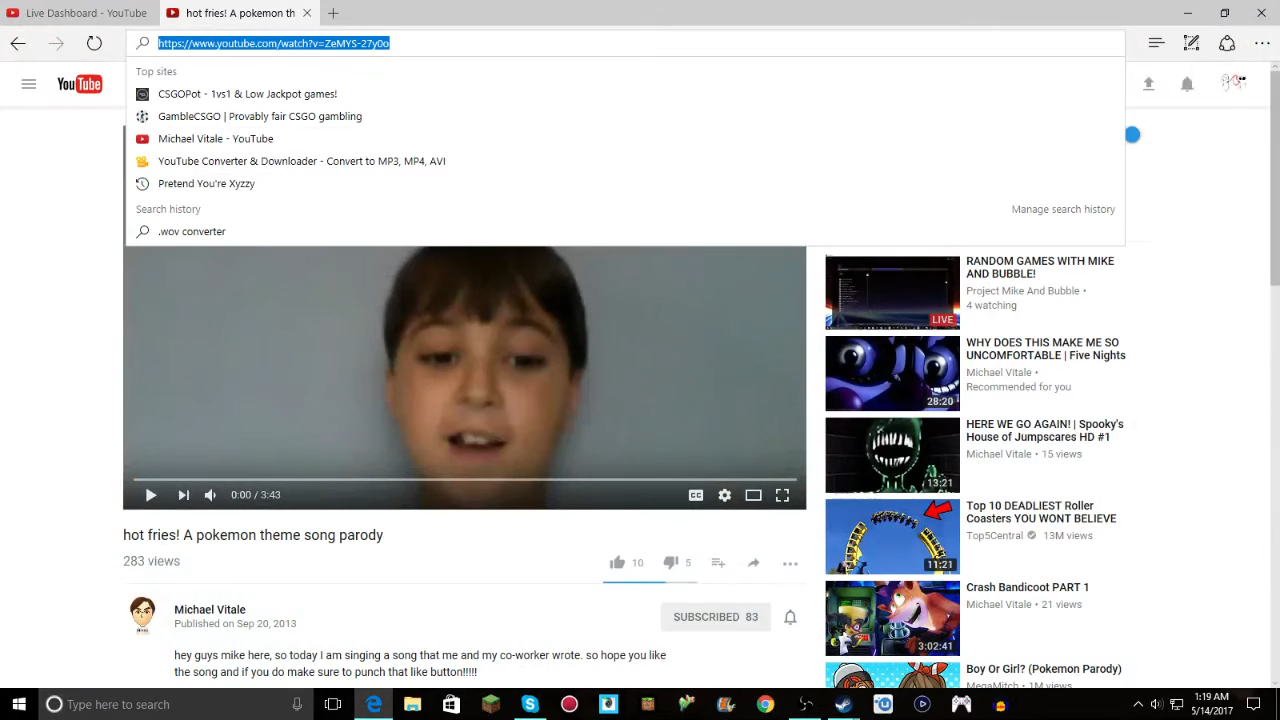 Live Dashboard - YouTube
hot fries! A pokemon th
https://www.youtube.com/watch?v=ZeMYS-27y0o
Top sites
CSGOPot - 1vs1 & Low Jackpot games!
GambleCSGO | Provably fair CSGO gambling
Michael Vitale - YouTube
YouTube Converter & Downloader - Convert to MP3, MP4, AVI
Pretend You're Xyzzy
Search history
Manage search history
.wov converter
YouTube
RANDOM GAMES WITH MIKE
AND BUBBLE!
Project Mike And Bubble •
4 watching
LIVE
WHY DOES THIS MAKE ME SO
UNCOMFORTABLE | Five Nights
Michael Vitale •
Recommended for you
28:20
HERE WE GO AGAIN! | Spooky's
House of Jumpscares HD #1
Michael Vitale • 15 views
13:21
Top 10 DEADLIEST Roller
Coasters YOU WONT BELIEVE
Top5Central 13M views
11:21
Crash Bandicoot PART 1
Michael Vitale • 21 views
3:02:41
Boy Or Girl? (Pokemon Parody)
MegaMitch • 1M views
0:00 / 3:43
CC
hot fries! A pokemon theme song parody
283 views
10
5
Michael Vitale
Published on Sep 20, 2013
SUBSCRIBED 83
hey guys mike here, so today I am singing a song that me and my co-worker wrote. so hope you like
the song and if you do make sure to punch that like button!!!!!
Type here to search
1:19 AM
5/14/2017